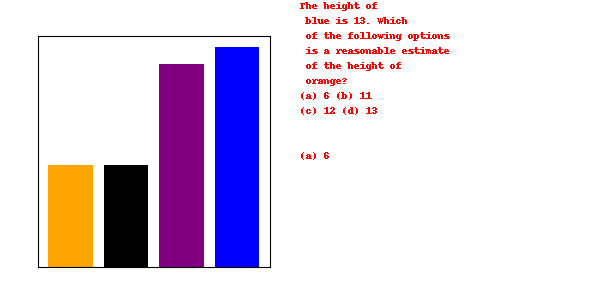 The height of
blue is 13. Which
of the following options
is a reasonable estimate
of the height of
orange?
(a) 6 (b) 11
(c) 12 (d) 13
(a) 6